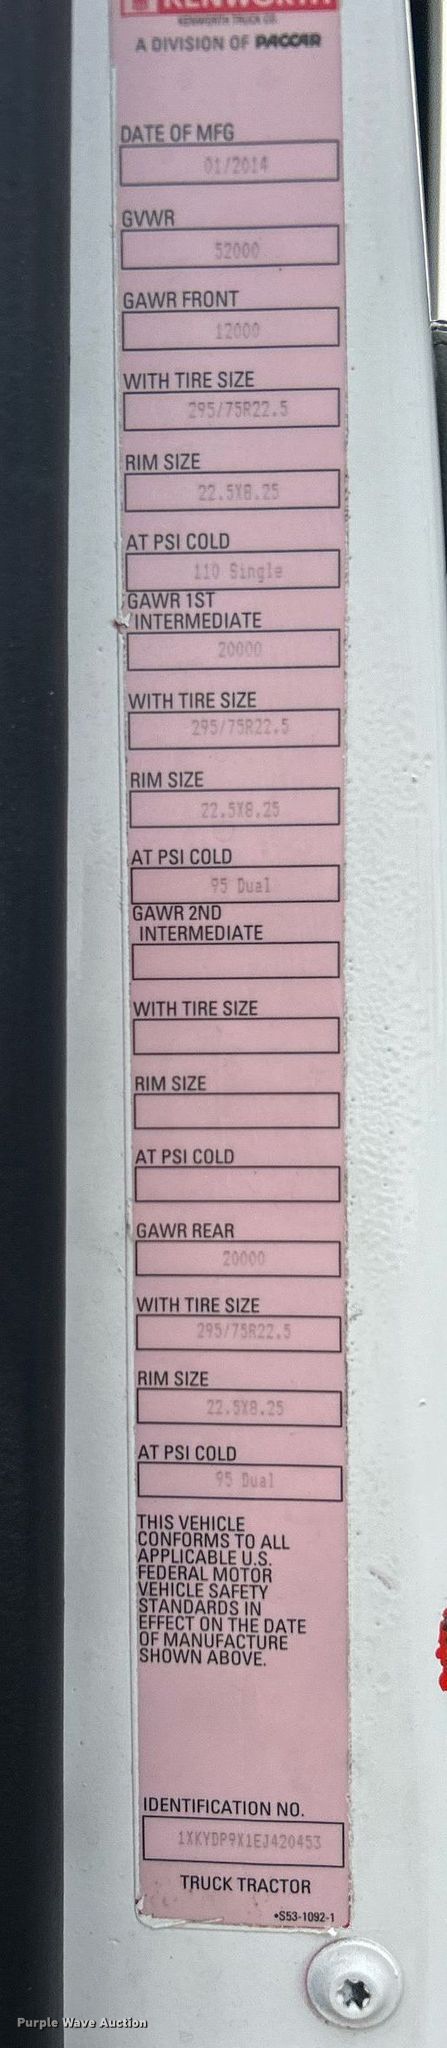 KENWORTH
KENWORTH TRUCK CO.
A DIVISION OF PACCAR
DATE OF MFG
01/2014
GVWR
52000
GAWR FRONT
12000
WITH TIRE SIZE
295/75R22.5
RIM SIZE
22.5X8.25
AT PSI COLD
110 Single
GAWR 1ST
INTERMEDIATE
20000
WITH TIRE SIZE
295/75R22.5
RIM SIZE
22.5X8.25
AT PSI COLD
95 Dual
GAWR 2ND
INTERMEDIATE
WITH TIRE SIZE
RIM SIZE
AT PSI COLD
GAWR REAR
20000
WITH TIRE SIZE
295/75R22.5
RIM SIZE
22.5X8.25
AT PSI COLD
95 Dual
THIS VEHICLE
CONFORMS TO ALL
APPLICABLE U.S.
FEDERAL MOTOR
VEHICLE SAFETY
STANDARDS IN
EFFECT ON THE DATE
OF MANUFACTURE
SHOWN ABOVE.
IDENTIFICATION NO.
1XKYDP9X1EJ420453
TRUCK TRACTOR
•S53-1092-1
Purple Wave Auction